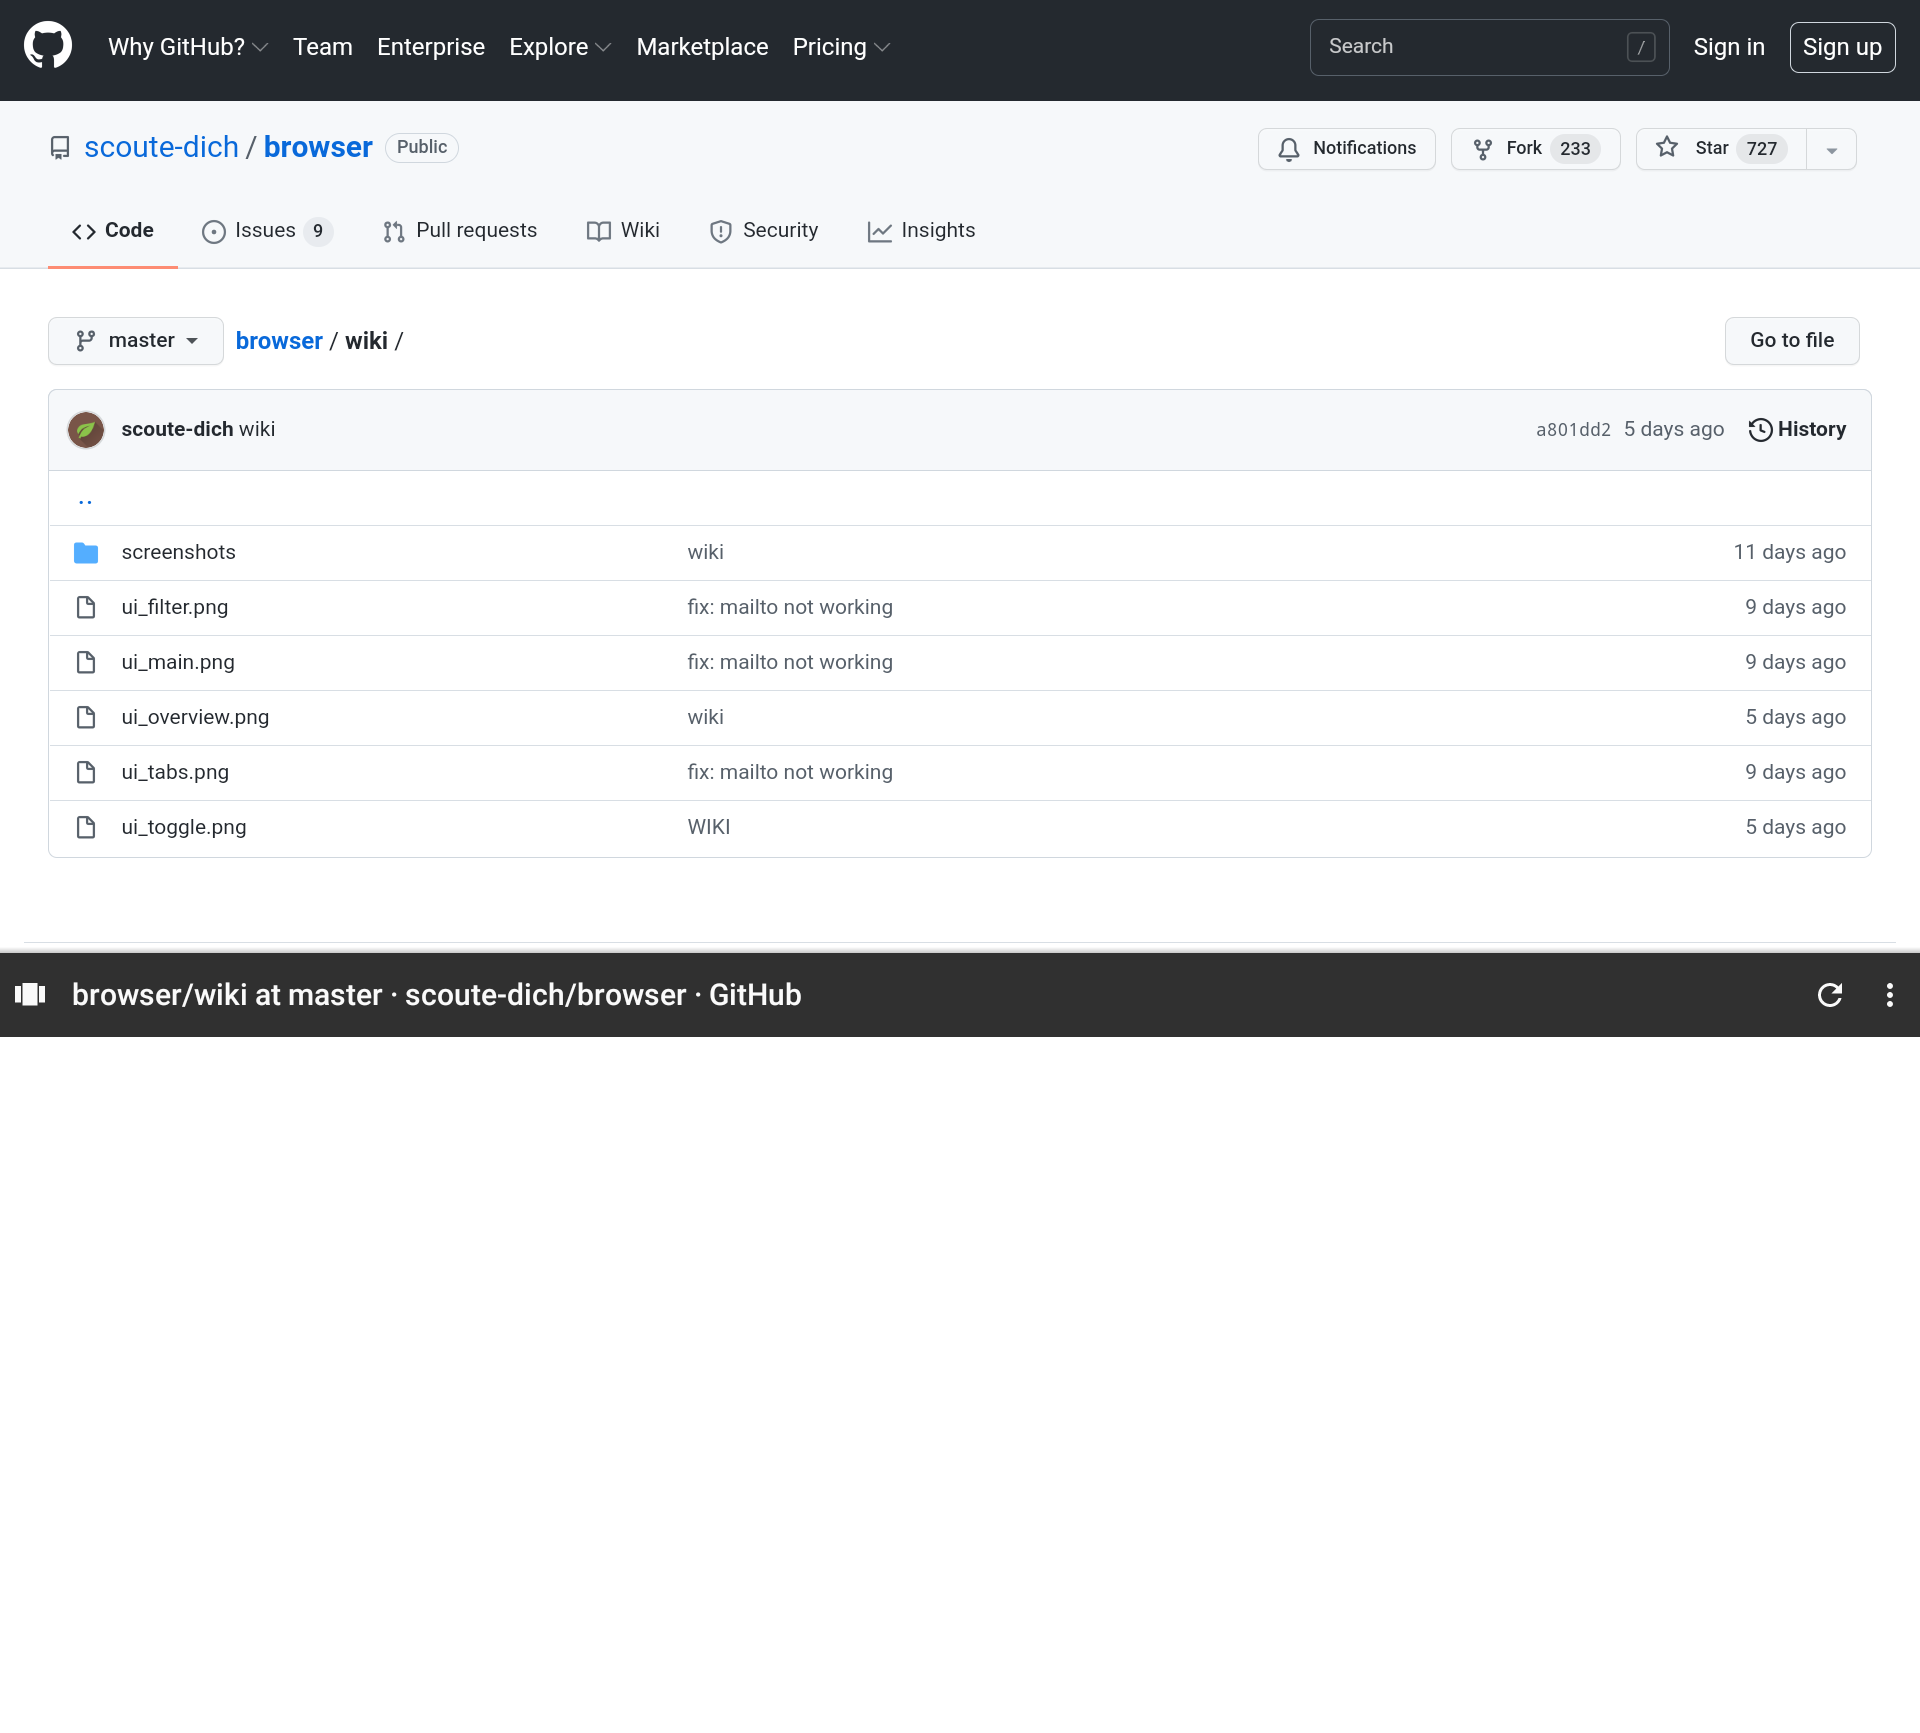 Why GitHub? Team Enterprise Explore Marketplace Pricing Search / Sign in Sign up
scoute-dich / browser Public Notifications Fork 233 Star 727
Code Issues 9 Pull requests Wiki Security Insights
master browser / wiki / Go to file
scoute-dich wiki a801dd2 5 days ago History
..
screenshots wiki 11 days ago
ui_filter.png fix: mailto not working 9 days ago
ui_main.png fix: mailto not working 9 days ago
ui_overview.png wiki 5 days ago
ui_tabs.png fix: mailto not working 9 days ago
ui_toggle.png WIKI 5 days ago
browser/wiki at master · scoute-dich/browser · GitHub